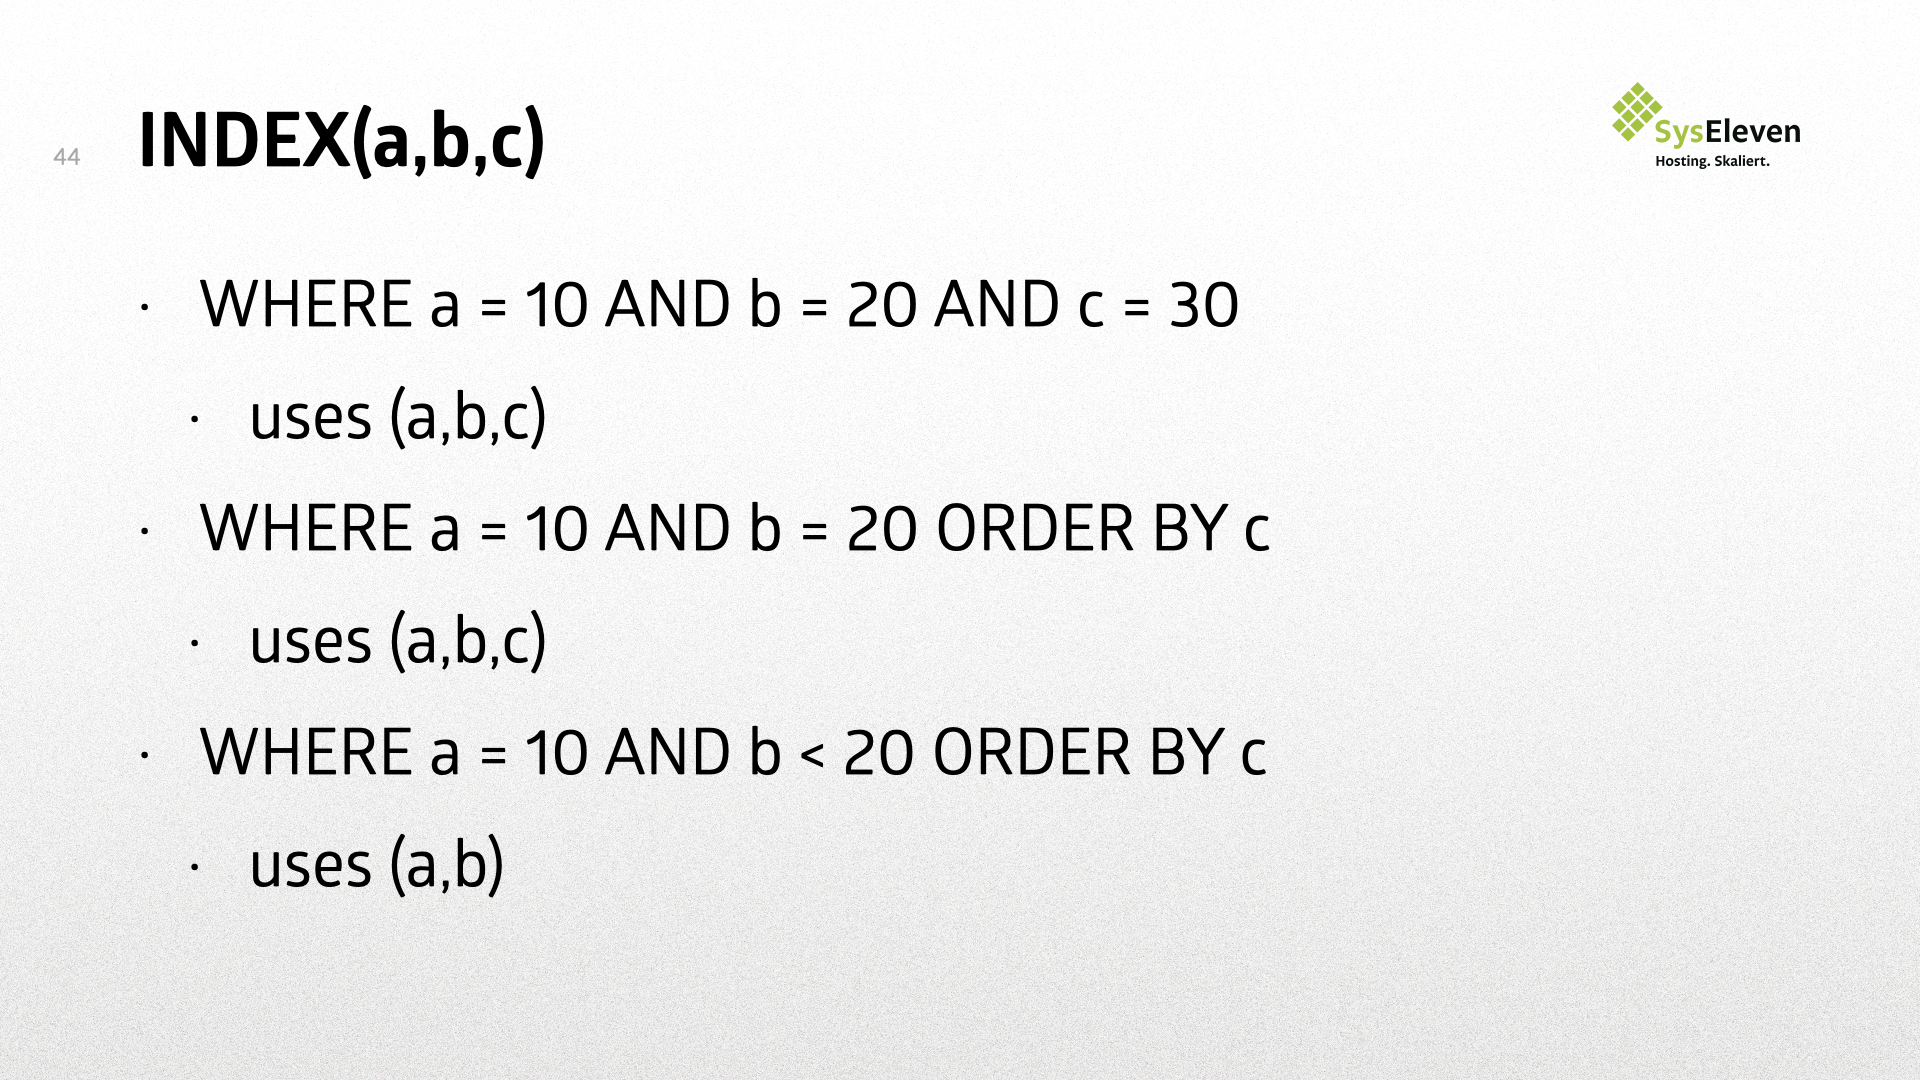 44
INDEX(a,b,c)
SysEleven
Hosting. Skaliert.
· WHERE a = 10 AND b = 20 AND c = 30
· uses (a,b,c)
· WHERE a = 10 AND b = 20 ORDER BY c
· uses (a,b,c)
· WHERE a = 10 AND b < 20 ORDER BY c
· uses (a,b)